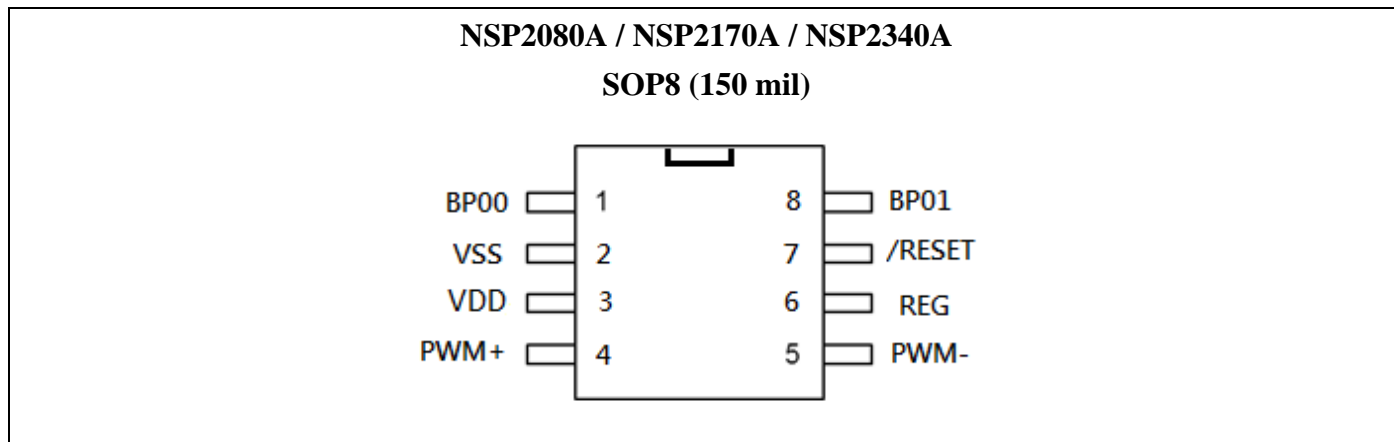 NSP2080A / NSP2170A / NSP2340A
SOP8 (150 mil)
BP00 1 8 BP01
VSS 2 7 /RESET
VDD 3 6 REG
PWM+ 4 5 PWM-